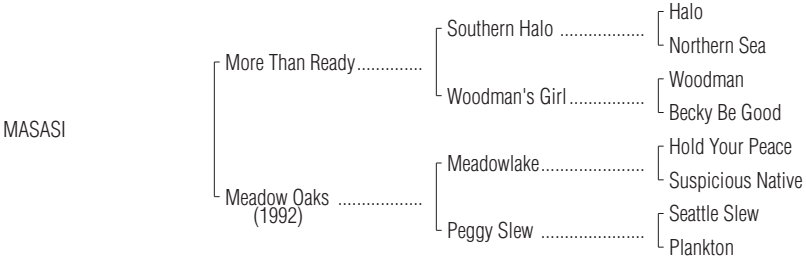 Halo
Southern Halo ..................
Northern Sea
More Than Ready..............
Woodman
Woodman's Girl................
Becky Be Good
MASASI
Hold Your Peace
Meadowlake......................
Suspicious Native
Meadow Oaks ..................
(1992)
Seattle Slew
Peggy Slew ......................
Plankton